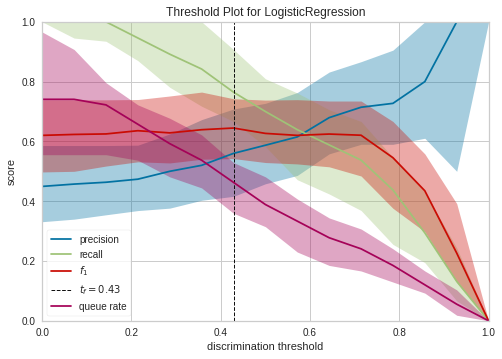 Threshold Plot for LogisticRegression
1.0
0.8
0.6
0.4
0.2
0.0
score
precision
recall
f1
tr = 0.43
queue rate
0.0 0.2 0.4 0.6 0.8 1.0
discrimination threshold